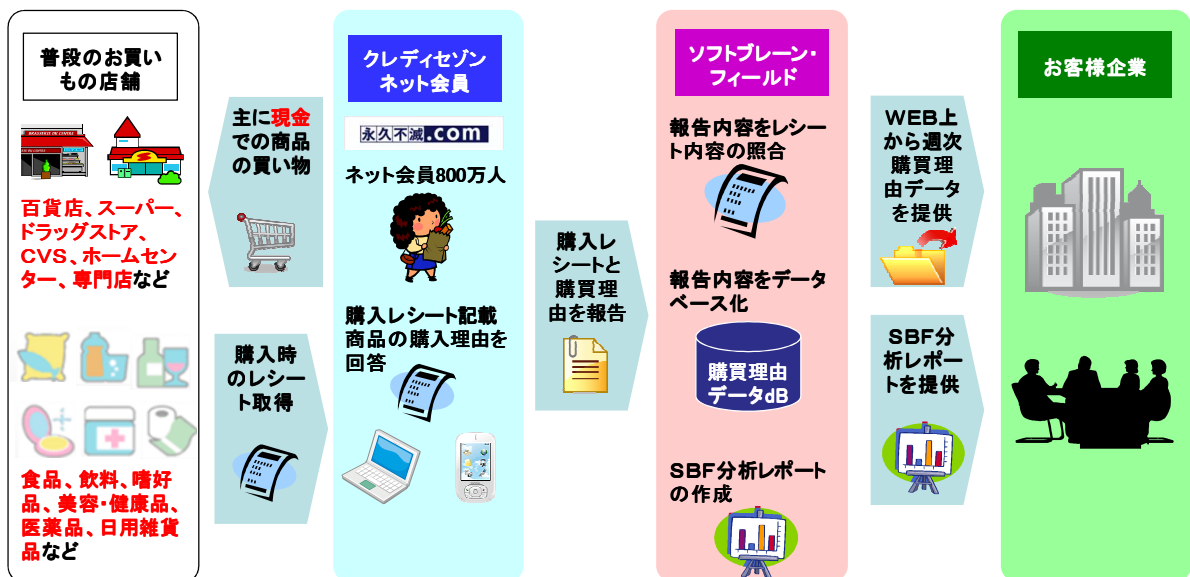 普段のお買い
もの店舗
百貨店、スーパー、
ドラッグストア、
CVS、ホームセン
ター、専門店など
食品、飲料、嗜好
品、美容・健康品、
医薬品、日用雑貨
品など
主に現金
での商品
の買い物
購入時
のレシー
ト取得
クレディセゾン
ネット会員
永久不滅.com
ネット会員800万人
購入レシート記載
商品の購入理由を
回答
購入レ
シートと
購買理
由を報告
ソフトブレーン・
フィールド
報告内容をレシー
ト内容の照合
報告内容をデータ
ベース化
購買理由
データdB
SBF分析レポート
の作成
WEB上
から週次
購買理
由データ
を提供
SBF分
析レポー
トを提供
お客様企業